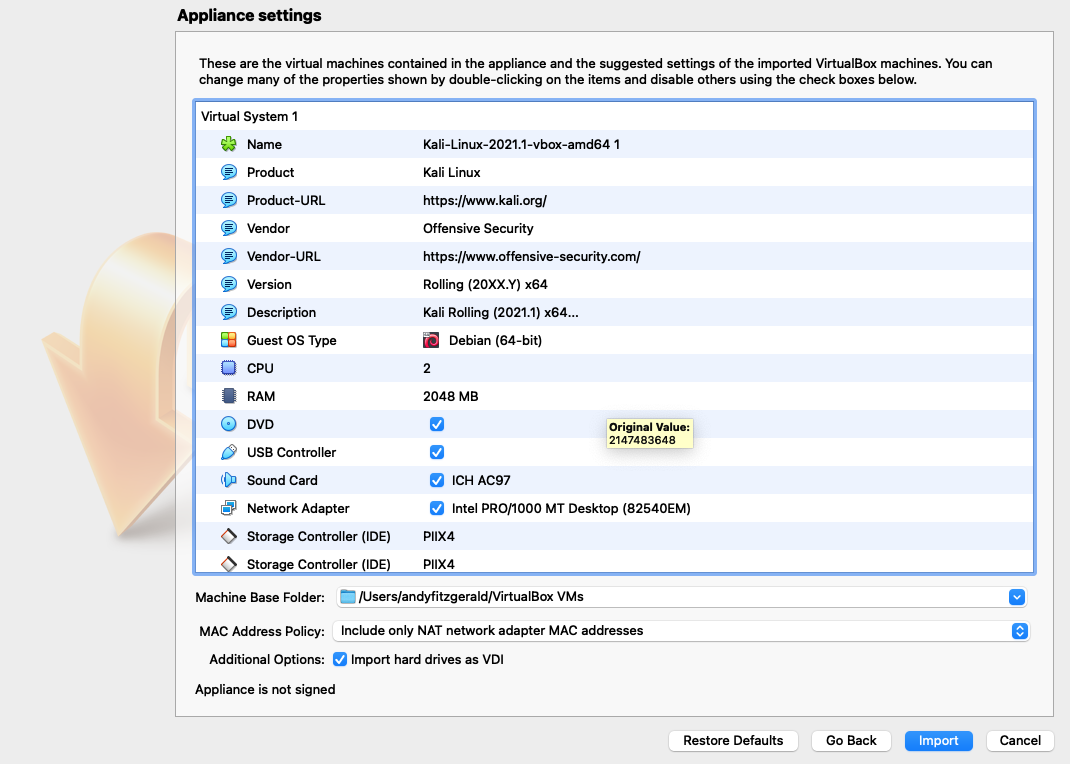 Appliance settings
These are the virtual machines contained in the appliance and the suggested settings of the imported VirtualBox machines. You can
change many of the properties shown by double-clicking on the items and disable others using the check boxes below.
Virtual System 1
Name Kali-Linux-2021.1-vbox-amd64 1
Product Kali Linux
Product-URL https://www.kali.org/
Vendor Offensive Security
Vendor-URL https://www.offensive-security.com/
Version Rolling (20XX.Y) x64
Description Kali Rolling (2021.1) x64...
Guest OS Type Debian (64-bit)
CPU 2
RAM 2048 MB
DVD
Original Value:
2147483648
USB Controller
Sound Card ICH AC97
Network Adapter Intel PRO/1000 MT Desktop (82540EM)
Storage Controller (IDE) PIIX4
Storage Controller (IDE) PIIX4
Machine Base Folder: /Users/andyfitzgerald/VirtualBox VMs
MAC Address Policy: Include only NAT network adapter MAC addresses
Additional Options: Import hard drives as VDI
Appliance is not signed
Restore Defaults Go Back Import Cancel